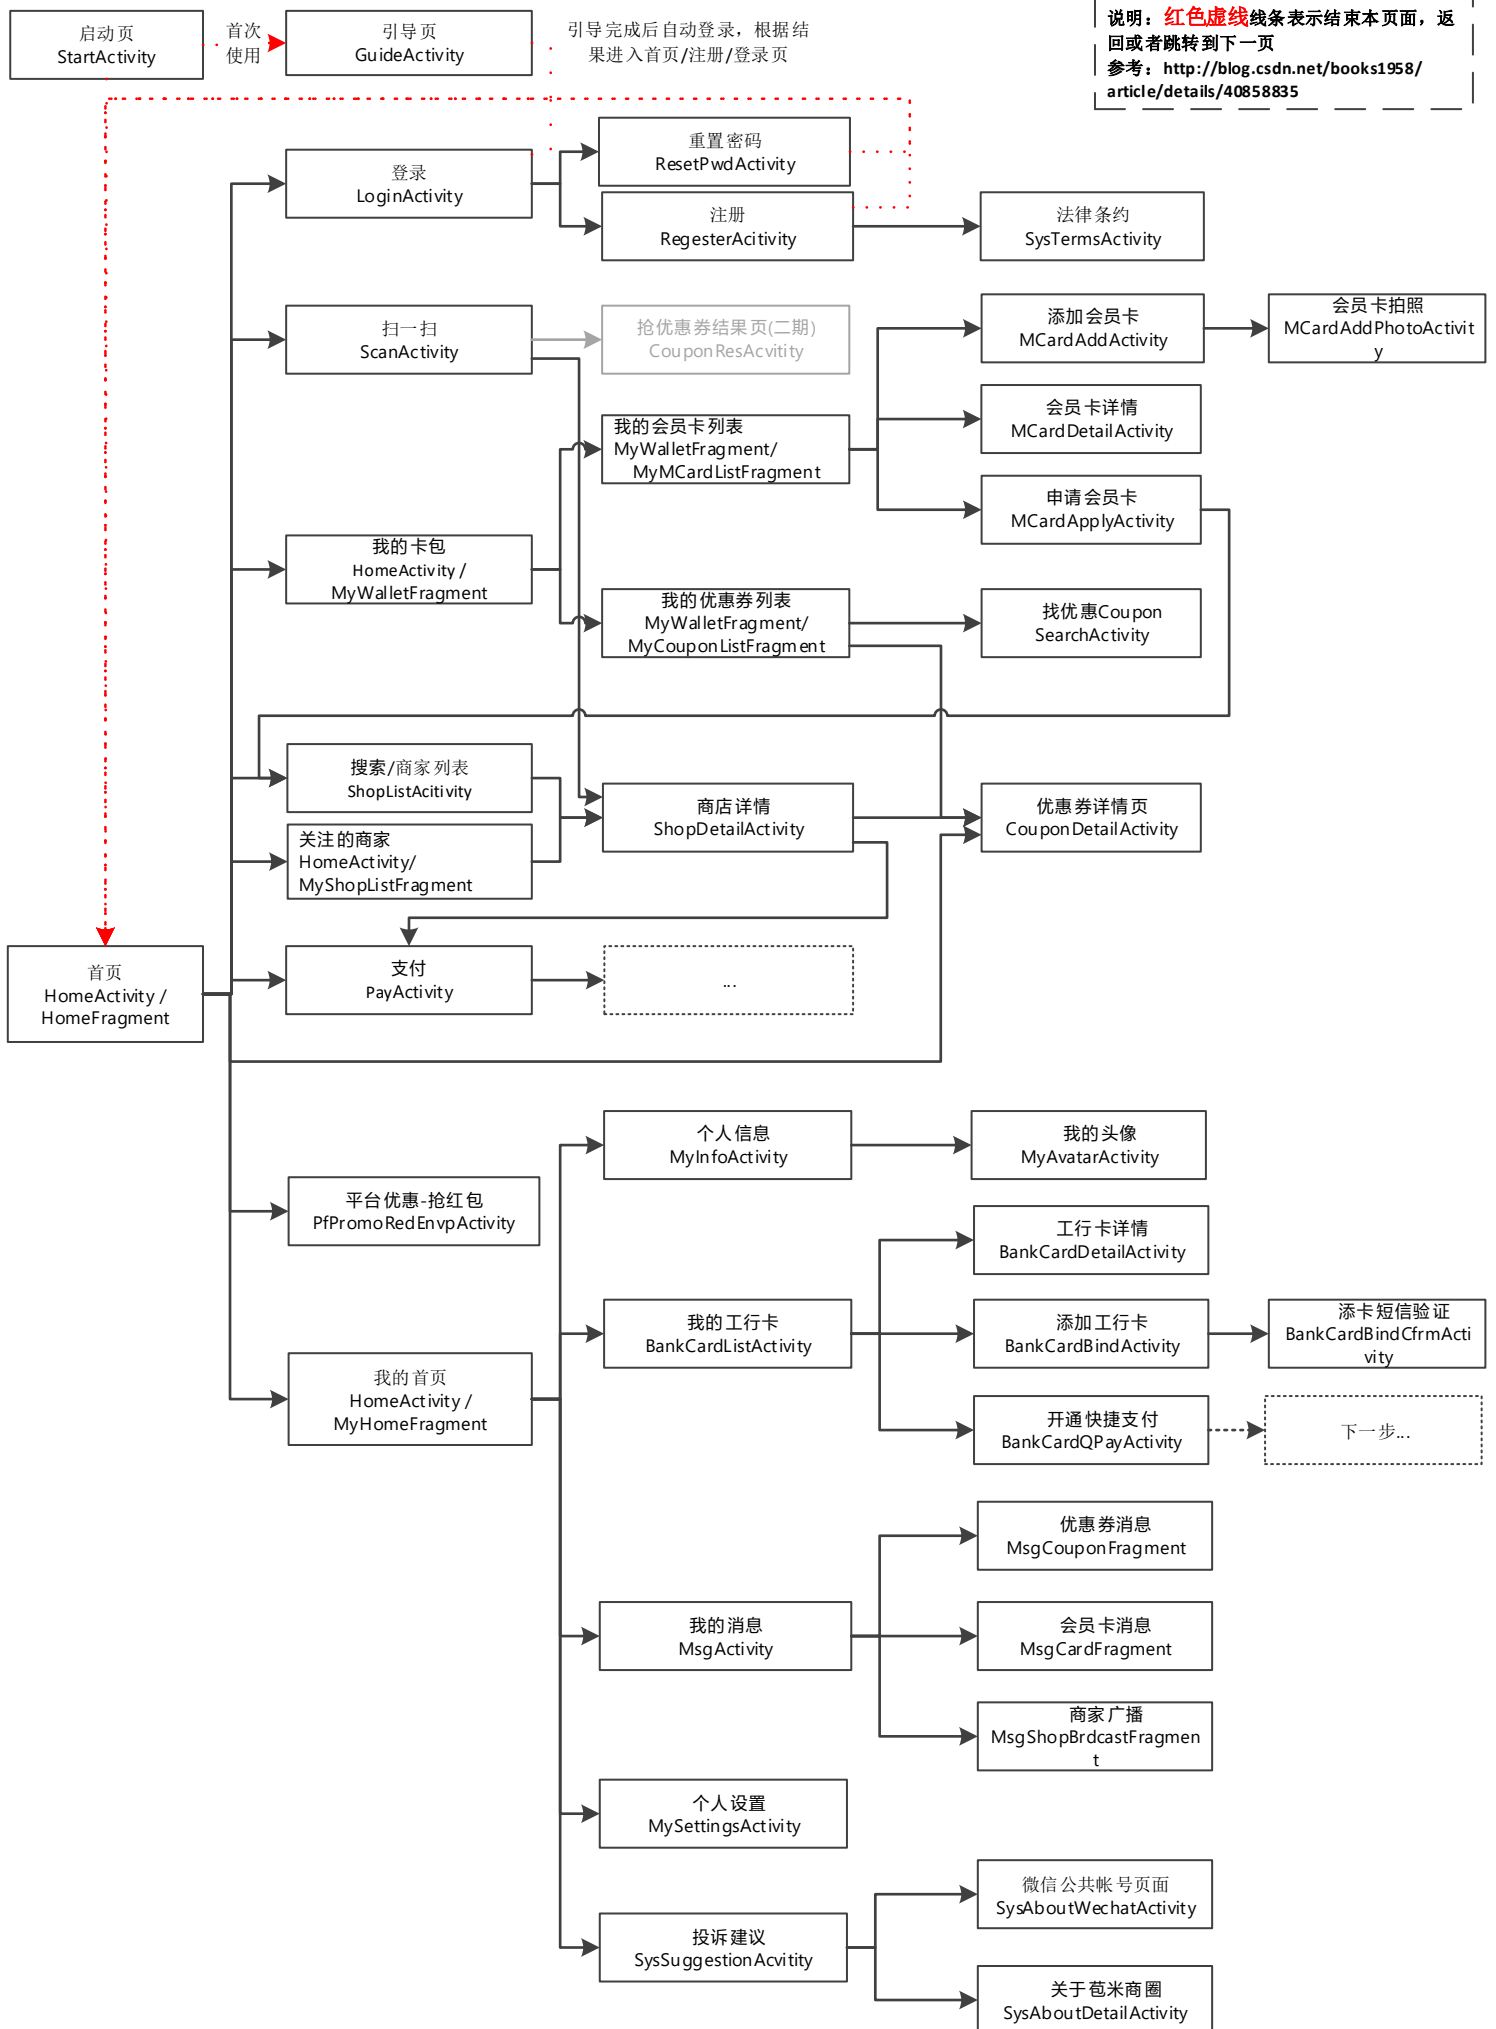 启动页
StartActivity
首次
使用
引导页
GuideActivity
引导完成后自动登录，根据结
果进入首页/注册/登录页
说明：红色虚线线条表示结束本页面，返
回或者跳转到下一页
参考：http://blog.csdn.net/books1958/
article/details/40858835
登录
LoginActivity
重置密码
ResetPwdActivity
注册
RegesterAcitivity
法律条约
SysTermsActivity
扫一扫
ScanActivity
抢优惠券结果页(二期)
CouponResAcvitity
添加会员卡
MCardAddActivity
会员卡拍照
MCardAddPhotoActivit
y
我的会员卡列表
MyWalletFragment/
MyMCardListFragment
会员卡详情
MCardDetailActivity
申请会员卡
MCardApplyActivity
我的卡包
HomeActivity /
MyWalletFragment
我的优惠券列表
MyWalletFragment/
MyCouponListFragment
找优惠Coupon
SearchActivity
搜索/商家列表
ShopListAcitivity
关注的商家
HomeActivity/
MyShopListFragment
商店详情
ShopDetailActivity
优惠券详情页
CouponDetailActivity
首页
HomeActivity /
HomeFragment
支付
PayActivity
...
个人信息
MyInfoActivity
我的头像
MyAvatarActivity
平台优惠-抢红包
PfPromoRedEnvpActivity
工行卡详情
BankCardDetailActivity
我的工行卡
BankCardListActivity
添加工行卡
BankCardBindActivity
添卡短信验证
BankCardBindCfrmActi
vity
我的首页
HomeActivity /
MyHomeFragment
开通快捷支付
BankCardQPayActivity
下一步...
优惠券消息
MsgCouponFragment
我的消息
MsgActivity
会员卡消息
MsgCardFragment
商家广播
MsgShopBrdcastFragmen
t
个人设置
MySettingsActivity
微信公共帐号页面
SysAboutWechatActivity
投诉建议
SysSuggestionAcvitity
关于苞米商圈
SysAboutDetailActivity